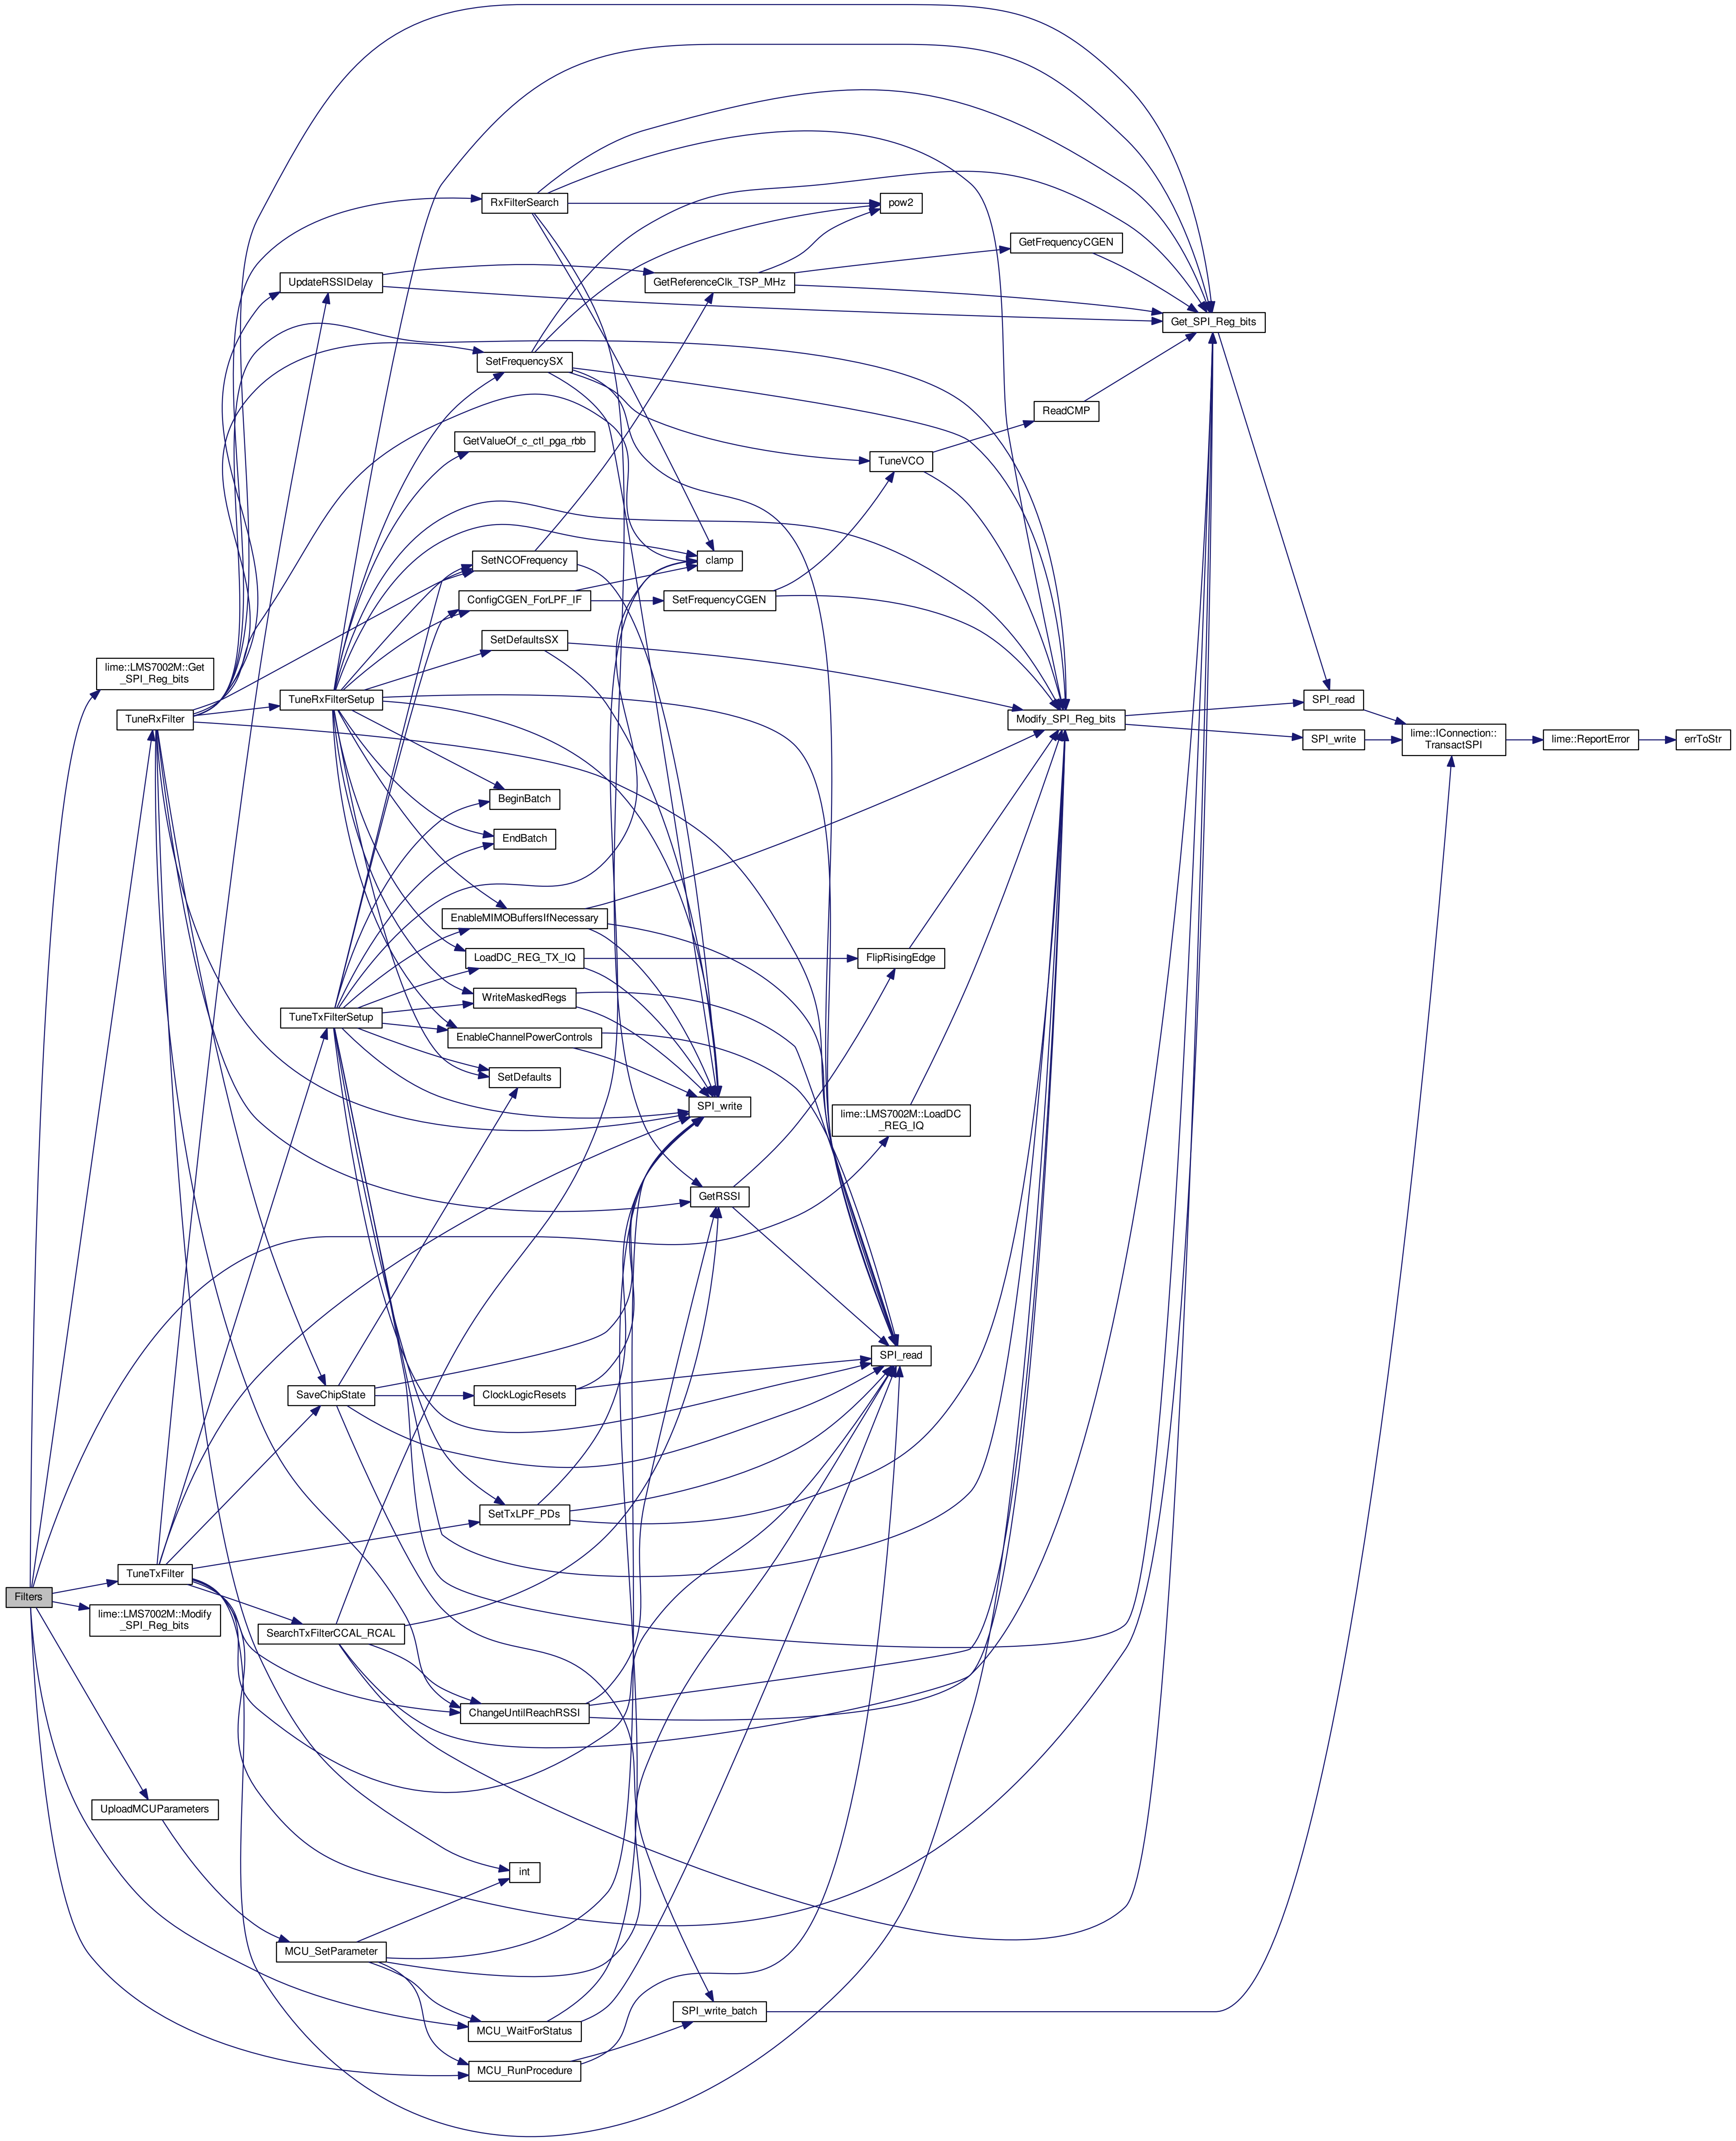 RxFilterSearch
pow2
GetFrequencyCGEN
UpdateRSSIDelay
GetReferenceClk_TSP_MHz
Get_SPI_Reg_bits
SetFrequencySX
ReadCMP
GetValueOf_c_ctl_pga_rbb
TuneVCO
SetNCOFrequency
clamp
ConfigCGEN_ForLPF_IF
SetFrequencyCGEN
SetDefaultsSX
lime::LMS7002M::Get
_SPI_Reg_bits
TuneRxFilterSetup
SPI_read
TuneRxFilter
Modify_SPI_Reg_bits
SPI_write
lime::IConnection::
TransactSPI
lime::ReportError
errToStr
BeginBatch
EndBatch
EnableMIMOBuffersIfNecessary
LoadDC_REG_TX_IQ
FlipRisingEdge
WriteMaskedRegs
TuneTxFilterSetup
EnableChannelPowerControls
SetDefaults
SPI_write
lime::LMS7002M::LoadDC
_REG_IQ
GetRSSI
SPI_read
SaveChipState
ClockLogicResets
SetTxLPF_PDs
TuneTxFilter
Filters
lime::LMS7002M::Modify
_SPI_Reg_bits
SearchTxFilterCCAL_RCAL
ChangeUntilReachRSSI
UploadMCUParameters
int
MCU_SetParameter
SPI_write_batch
MCU_WaitForStatus
MCU_RunProcedure